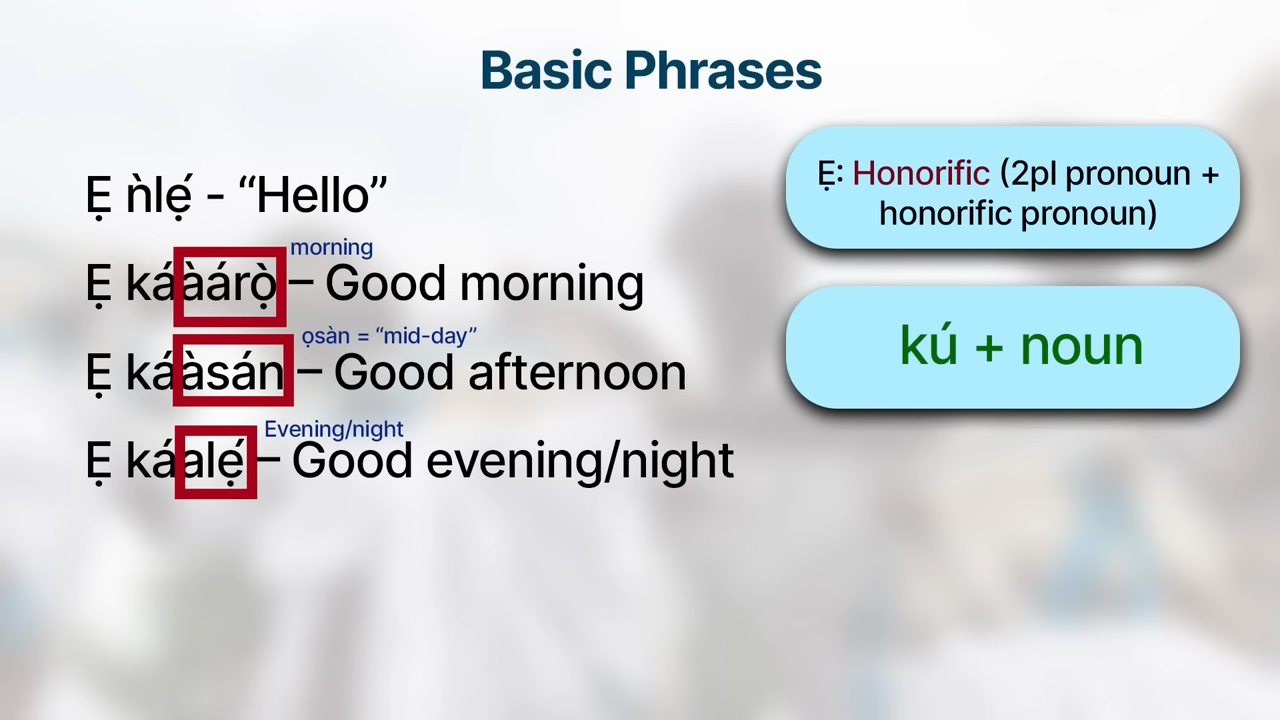 Basic Phrases
Ẹ ǹlẹ́ - “Hello”
morning
Ẹ káàárọ̀ – Good morning
ọsàn = “mid-day”
Ẹ káàsán – Good afternoon
Evening/night
Ẹ káalẹ́ – Good evening/night
Ẹ: Honorific (2pl pronoun +
honorific pronoun)
kú + noun